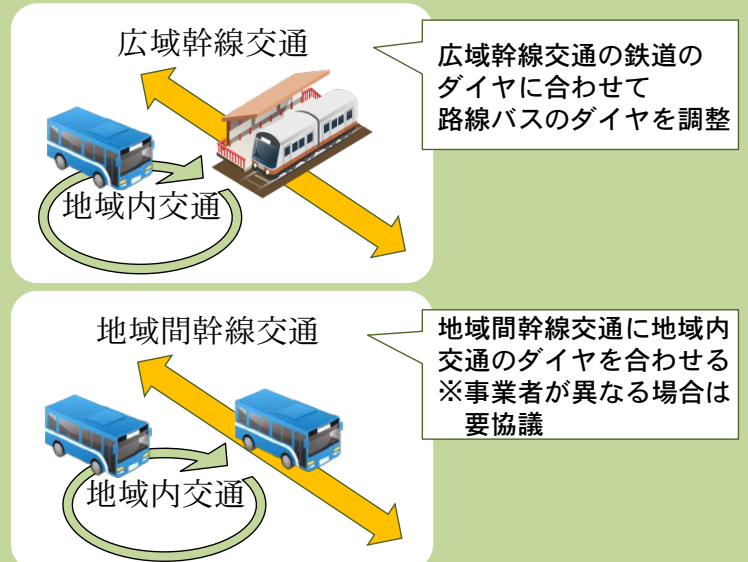 広域幹線交通
広域幹線交通の鉄道の
ダイヤに合わせて
路線バスのダイヤを調整
地域内交通
地域間幹線交通
地域間幹線交通に地域内
交通のダイヤを合わせる
※事業者が異なる場合は
要協議
地域内交通